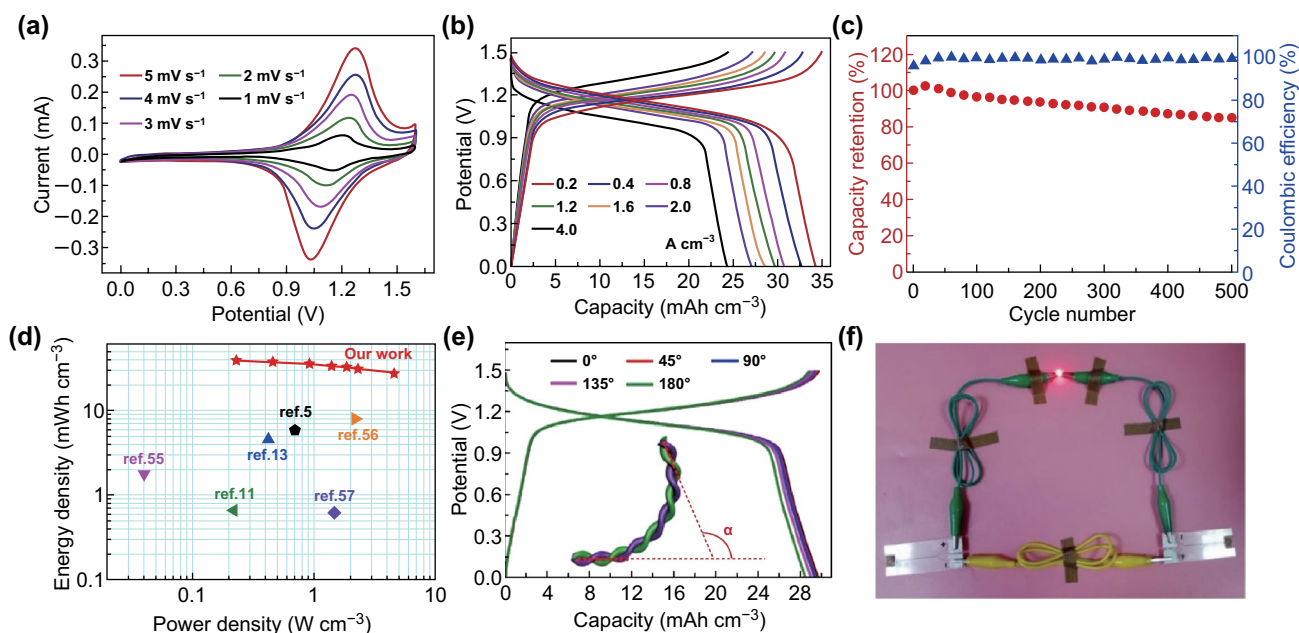 (a)
Current (mA)
0.3
0.2
0.1
0.0
−0.1
−0.2
−0.3
5 mV s⁻¹
2 mV s⁻¹
4 mV s⁻¹
1 mV s⁻¹
3 mV s⁻¹
0.0 0.3 0.6 0.9 1.2 1.5
Potential (V)
(b)
Potential (V)
1.5
1.2
0.9
0.6
0.3
0.0
0.2 0.4 0.8
1.2 1.6 2.0
4.0
A cm⁻³
0 5 10 15 20 25 30 35
Capacity (mAh cm⁻³)
(c)
Capacity retention (%)
120
100
80
60
40
20
0
100
80
60
40
20
0
Coulombic efficiency (%)
0 100 200 300 400 500
Cycle number
(d)
Energy density (mWh cm⁻³)
10
1
0.1
Our work
ref.5
ref.56
ref.13
ref.55
ref.11
ref.57
0.1 1 10
Power density (W cm⁻³)
(e)
Potential (V)
1.5
1.2
0.9
0.6
0.3
0.0
0° 45° 90°
135° 180°
α
0 4 8 12 16 20 24 28
Capacity (mAh cm⁻³)
(f)